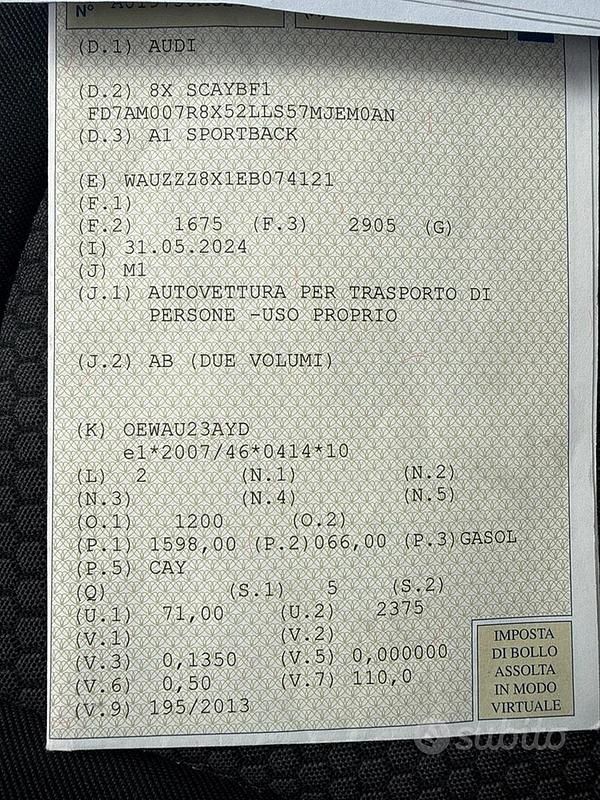 N°
(D.1) AUDI
(D.2) 8X SCAYBF1
FD7AM007R8X52LLS57MJEM0AN
(D.3) A1 SPORTBACK
(E) WAUZZZ8X1EB074121
(F.1)
(F.2) 1675 (F.3) 2905 (G)
(I) 31.05.2024
(J) M1
(J.1) AUTOVETTURA PER TRASPORTO DI
PERSONE -USO PROPRIO
(J.2) AB (DUE VOLUMI)
(K) OEWAU23AYD
e1*2007/46*0414*10
(L) 2 (N.1) (N.2)
(N.3) (N.4) (N.5)
(O.1) 1200 (O.2)
(P.1) 1598,00 (P.2)066,00 (P.3)GASOL
(P.5) CAY
(Q) (S.1) 5 (S.2)
(U.1) 71,00 (U.2) 2375
(V.1) (V.2)
(V.3) 0,1350 (V.5) 0,000000
(V.6) 0,50 (V.7) 110,0
(V.9) 195/2013
IMPOSTA
DI BOLLO
ASSOLTA
IN MODO
VIRTUALE
subito